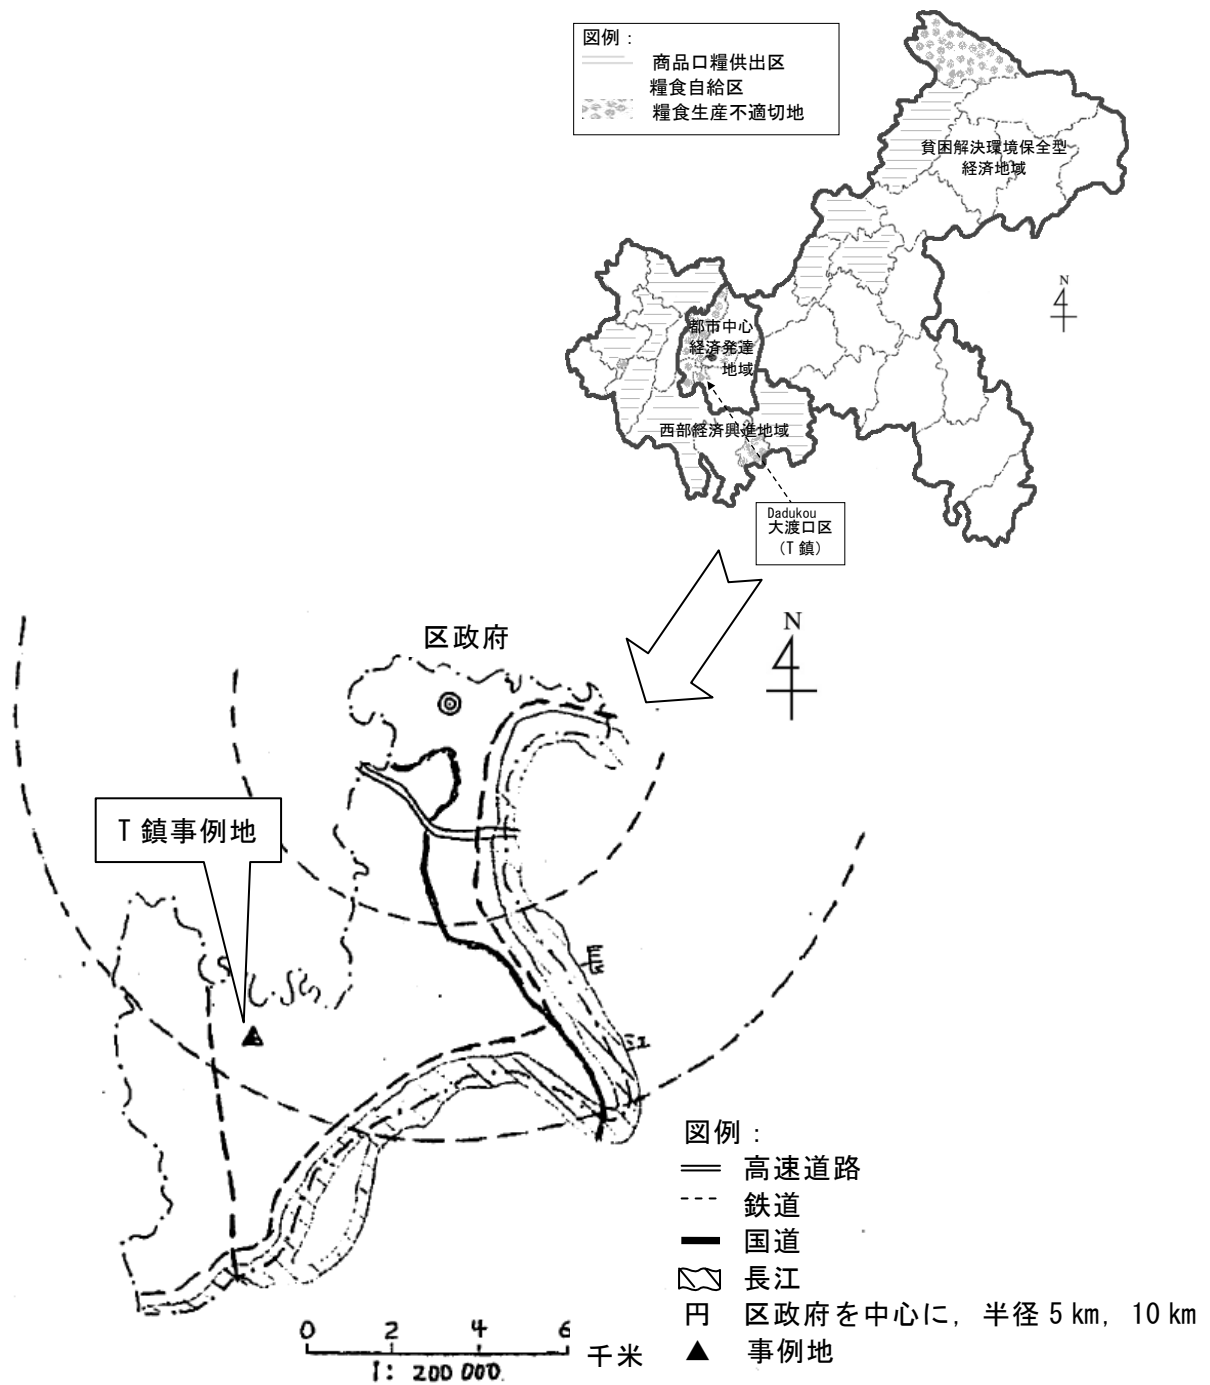 図例：
商品口糧供出区
糧食自給区
糧食生産不適切地
貧困解決環境保全型
経済地域
N
都市中心
経済発達
地域
西部経済興進地域
Dadukou
大渡口区
（T 鎮）
区政府
N
T 鎮事例地
長
江
図例：
高速道路
鉄道
国道
長江
円 区政府を中心に，半径 5 km，10 km
事例地
0 2 4 6 千米
1: 200 000.